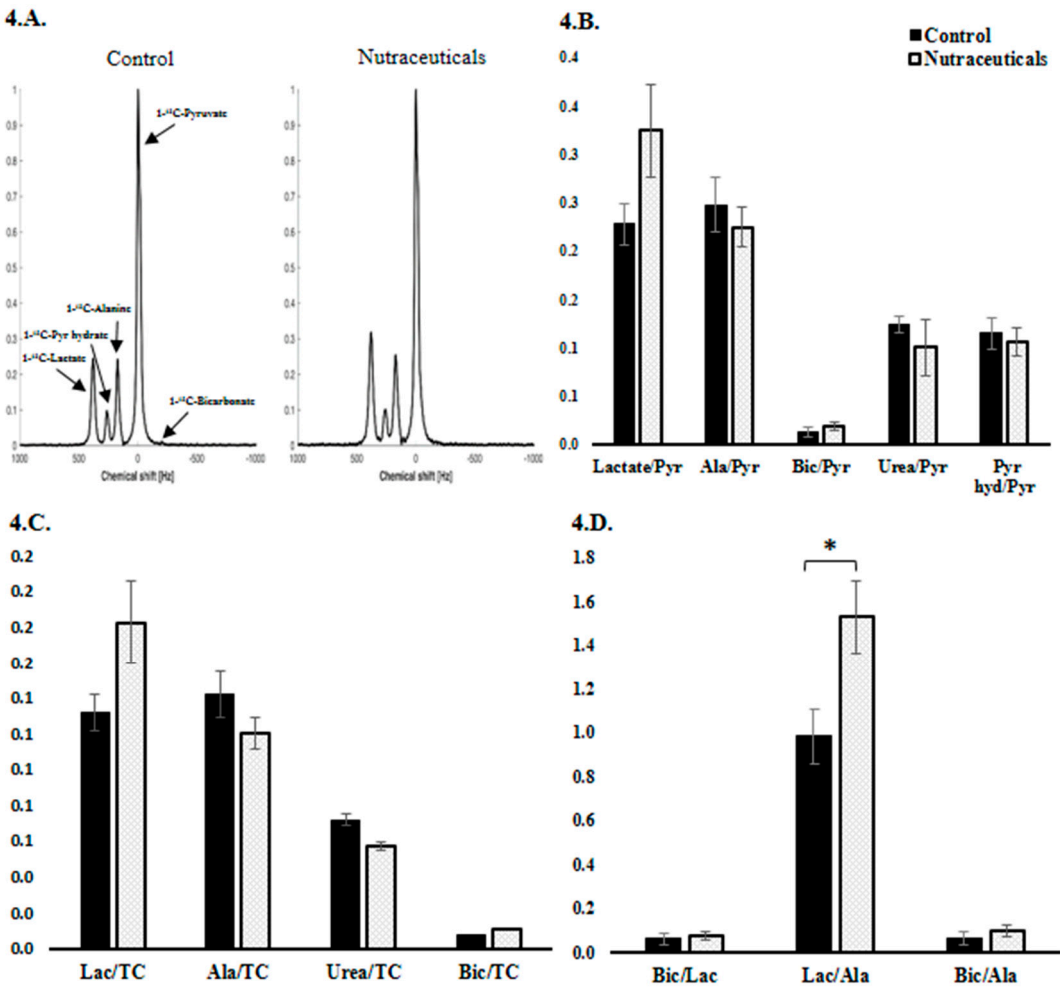 4.A.
Control
Nutraceuticals
1
0.9
0.8
0.7
0.6
0.5
0.4
0.3
0.2
0.1
0
1000
500
0
-500
-1000
Chemical shift [Hz]
1-¹³C-Pyruvate
1-¹³C-Alanine
1-¹³C-Pyr hydrate
1-¹³C-Lactate
1-¹³C-Bicarbonate
1
0.9
0.8
0.7
0.6
0.5
0.4
0.3
0.2
0.1
0
1000
500
0
-500
-1000
Chemical shift [Hz]
4.B.
Control
Nutraceuticals
0.4
0.4
0.3
0.3
0.2
0.2
0.1
0.1
0.0
Lactate/Pyr
Ala/Pyr
Bic/Pyr
Urea/Pyr
Pyr
hyd/Pyr
4.C.
0.2
0.2
0.2
0.2
0.1
0.1
0.1
0.1
0.1
0.0
0.0
0.0
Lac/TC
Ala/TC
Urea/TC
Bic/TC
4.D.
1.8
1.6
1.4
1.2
1.0
0.8
0.6
0.4
0.2
0.0
*
Bic/Lac
Lac/Ala
Bic/Ala